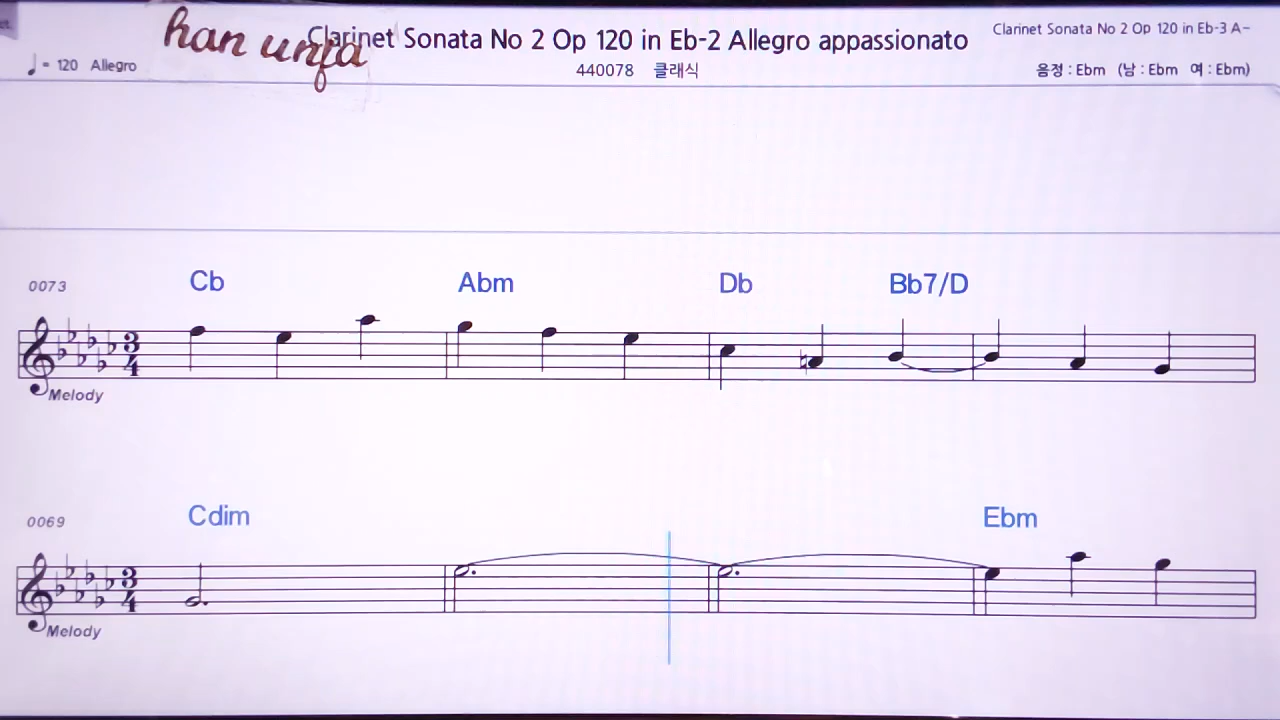 han unfa
Clarinet Sonata No 2 Op 120 in Eb-2 Allegro appassionato
Clarinet Sonata No 2 Op 120 in Eb-3 A~
♩ = 120 Allegro
440078 클래식
음정 : Ebm (남 : Ebm 여 : Ebm)
0073
Cb Abm Db Bb7/D
3
4
Melody
0069
Cdim Ebm
3
4
Melody